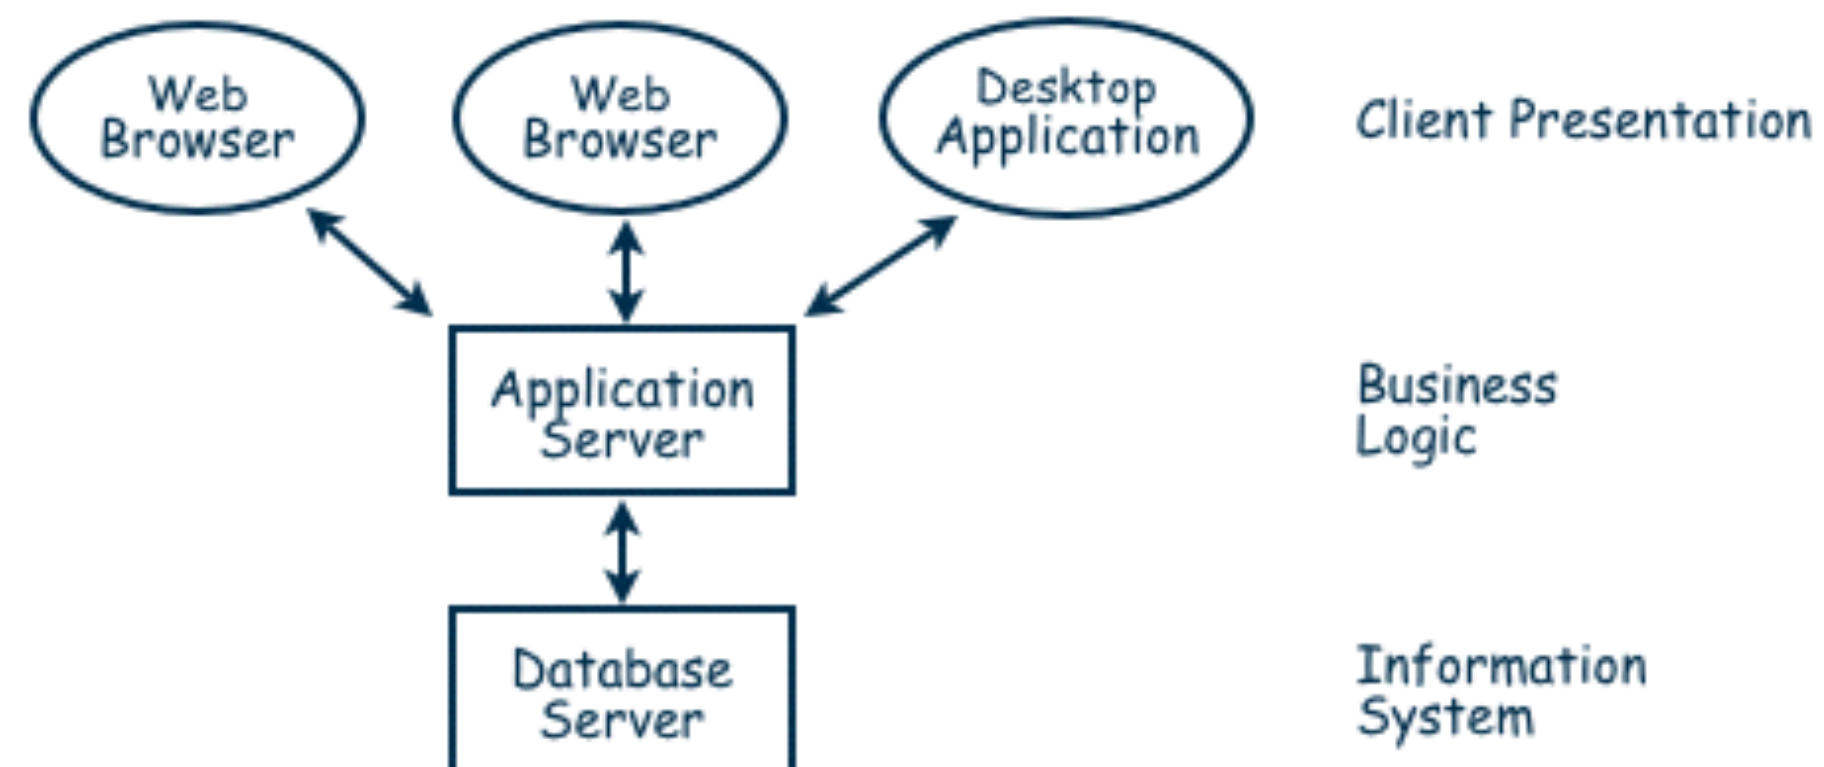 Web
Browser
Web
Browser
Desktop
Application
Client Presentation
Application
Server
Business
Logic
Database
Server
Information
System